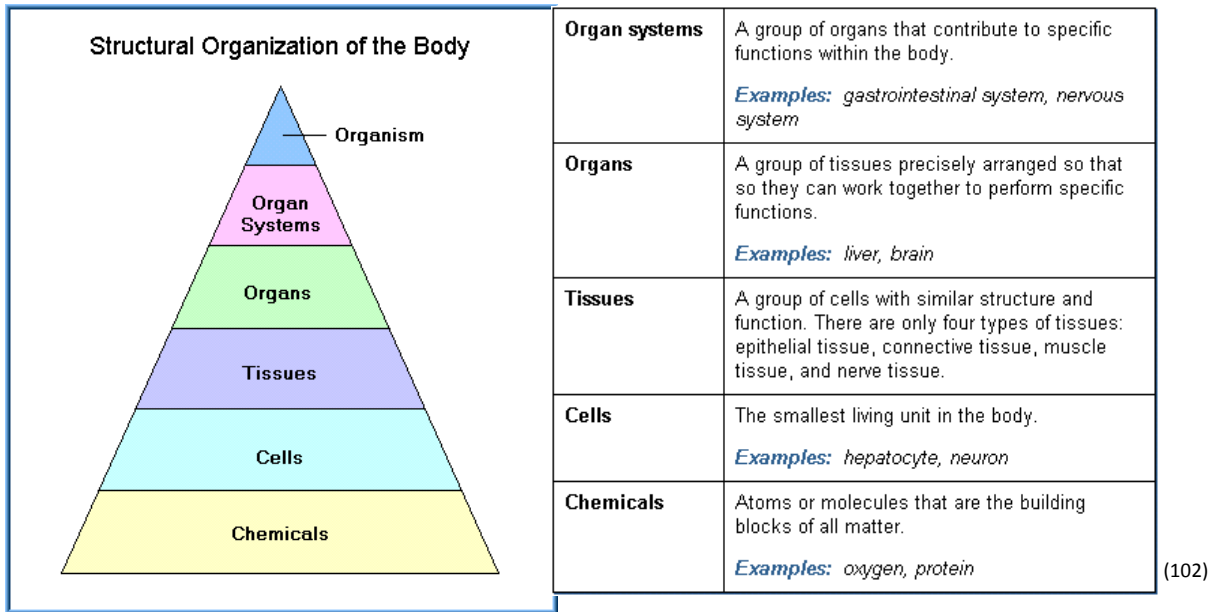 Structural Organization of the Body
Organism
Organ
Systems
Organs
Tissues
Cells
Chemicals
Organ systems
A group of organs that contribute to specific
functions within the body.
Examples: gastrointestinal system, nervous
system
Organs
A group of tissues precisely arranged so that
so they can work together to perform specific
functions.
Examples: liver, brain
Tissues
A group of cells with similar structure and
function. There are only four types of tissues:
epithelial tissue, connective tissue, muscle
tissue, and nerve tissue.
Cells
The smallest living unit in the body.
Examples: hepatocyte, neuron
Chemicals
Atoms or molecules that are the building
blocks of all matter.
Examples: oxygen, protein
(102)